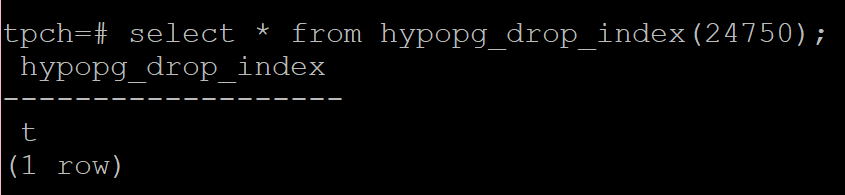 tpch=# select * from hypopg_drop_index(24750);
 hypopg_drop_index
-------------------
 t
(1 row)